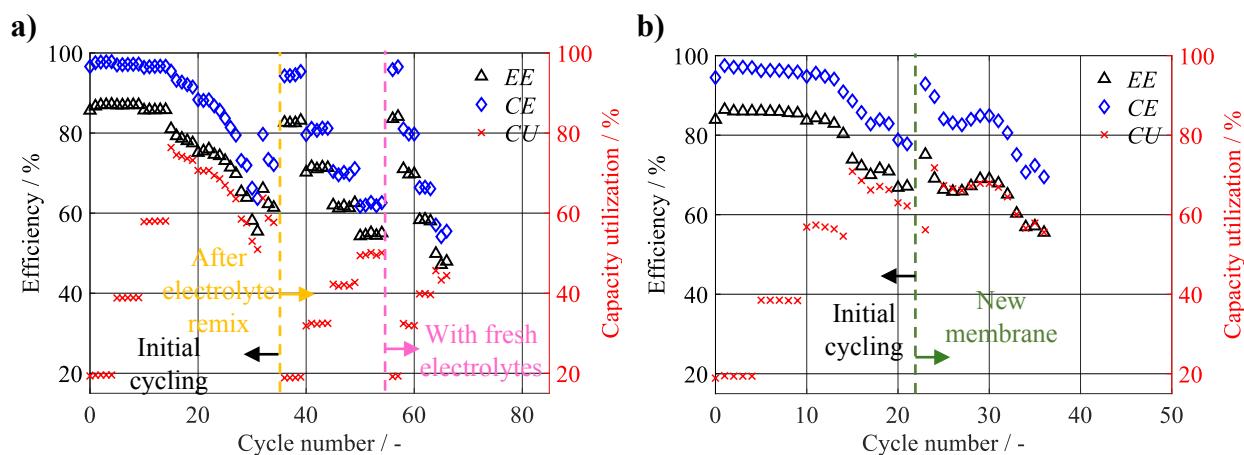 a)
100
80
60
40
20
Efficiency / %
0
20
40
60
80
Cycle number / -
100
80
60
40
20
Capacity utilization / %
EE
CE
CU
After
electrolyte
remix
Initial
cycling
With fresh
electrolytes
b)
100
80
60
40
20
Efficiency / %
0
10
20
30
40
50
Cycle number / -
100
80
60
40
20
Capacity utilization / %
EE
CE
CU
Initial
cycling
New
membrane